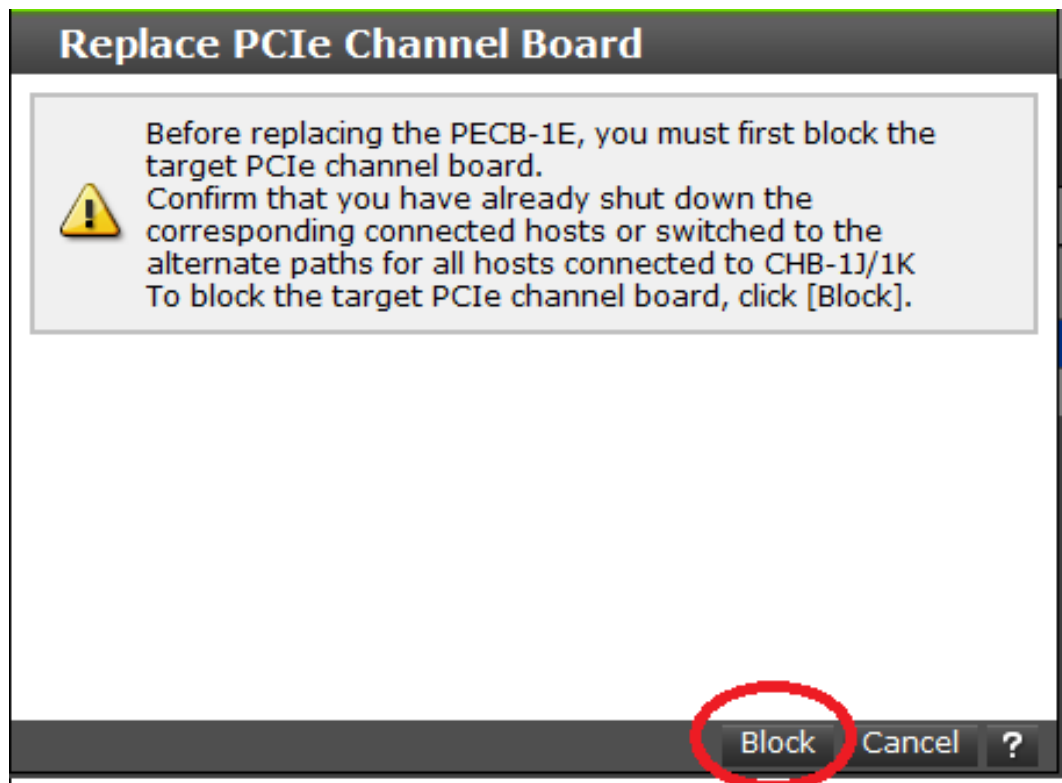 Replace PCIe Channel Board
Before replacing the PECB-1E, you must first block the
target PCIe channel board.
Confirm that you have already shut down the
corresponding connected hosts or switched to the
alternate paths for all hosts connected to CHB-1J/1K
To block the target PCIe channel board, click [Block].
Block Cancel ?